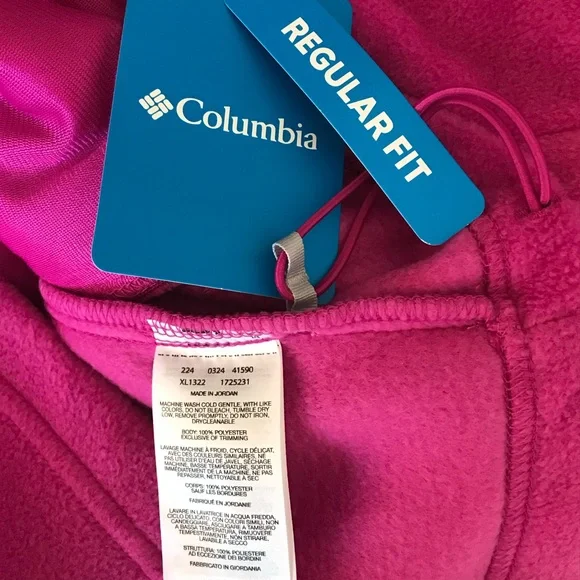 Columbia
REGULAR FIT
224 0324 41590
XL1322 1725231
MADE IN JORDAN
MACHINE WASH COLD GENTLE, WITH LIKE
COLORS, DO NOT BLEACH, TUMBLE DRY
LOW, REMOVE PROMPTLY, DO NOT IRON,
DRYCLEANABLE
BODY: 100% POLYESTER
EXCLUSIVE OF TRIMMING
LAVAGE MACHINE À FROID, CYCLE DÉLICAT,
AVEC DES COULEURS SIMILAIRES, NE
PAS UTILISER D'EAU DE JAVEL, SÉCHAGE
MACHINE, BASSE TEMPÉRATURE, SORTIR
IMMÉDIATEMENT DE LA MACHINE, NE PAS
REPASSER, NETTOYABLE A SEC
CORPS: 100% POLYESTER
SAUF LES BORDURES
FABRIQUÉ EN JORDANIE
LAVARE IN LAVATRICE IN ACQUA FREDDA,
CICLO DELICATO, CON COLORI SIMILI, NON
CANDEGGIARE, ASCIUGARE A TAMBURO
A BASSA TEMPERATURA, RIMUOVERE
TEMPESTIVAMENTE, NON STIRARE,
LAVABILE A SECCO
STRUTTURA: 100% POLIESTERE
AD ECCEZIONE DEI BORDINI
FABBRICATO IN GIORDANIA